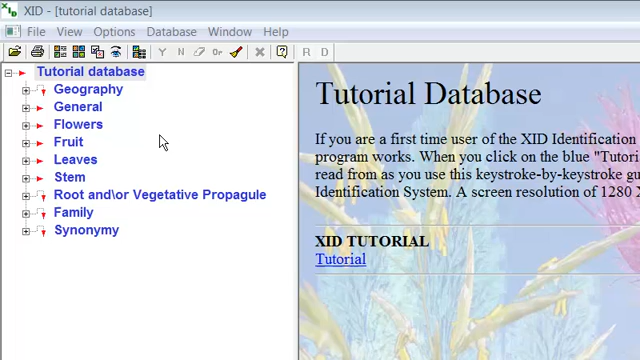 XID - [tutorial database]
File View Options Database Window Help
Y N Or R D
Tutorial database
Geography
General
Flowers
Fruit
Leaves
Stem
Root and\or Vegetative Propagule
Family
Synonymy
Tutorial Database
If you are a first time user of the XID Identification
program works. When you click on the blue "Tutori
read from as you use this keystroke-by-keystroke gu
Identification System. A screen resolution of 1280 X
XID TUTORIAL
Tutorial